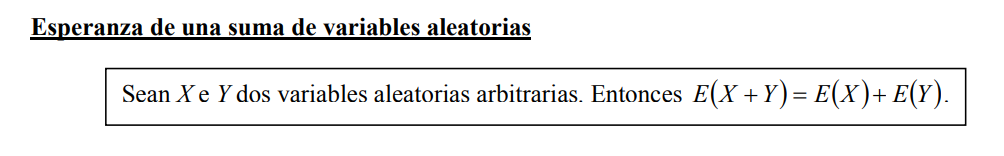 Esperanza de una suma de variables aleatorias
Sean X e Y dos variables aleatorias arbitrarias. Entonces E(X + Y) = E(X) + E(Y).